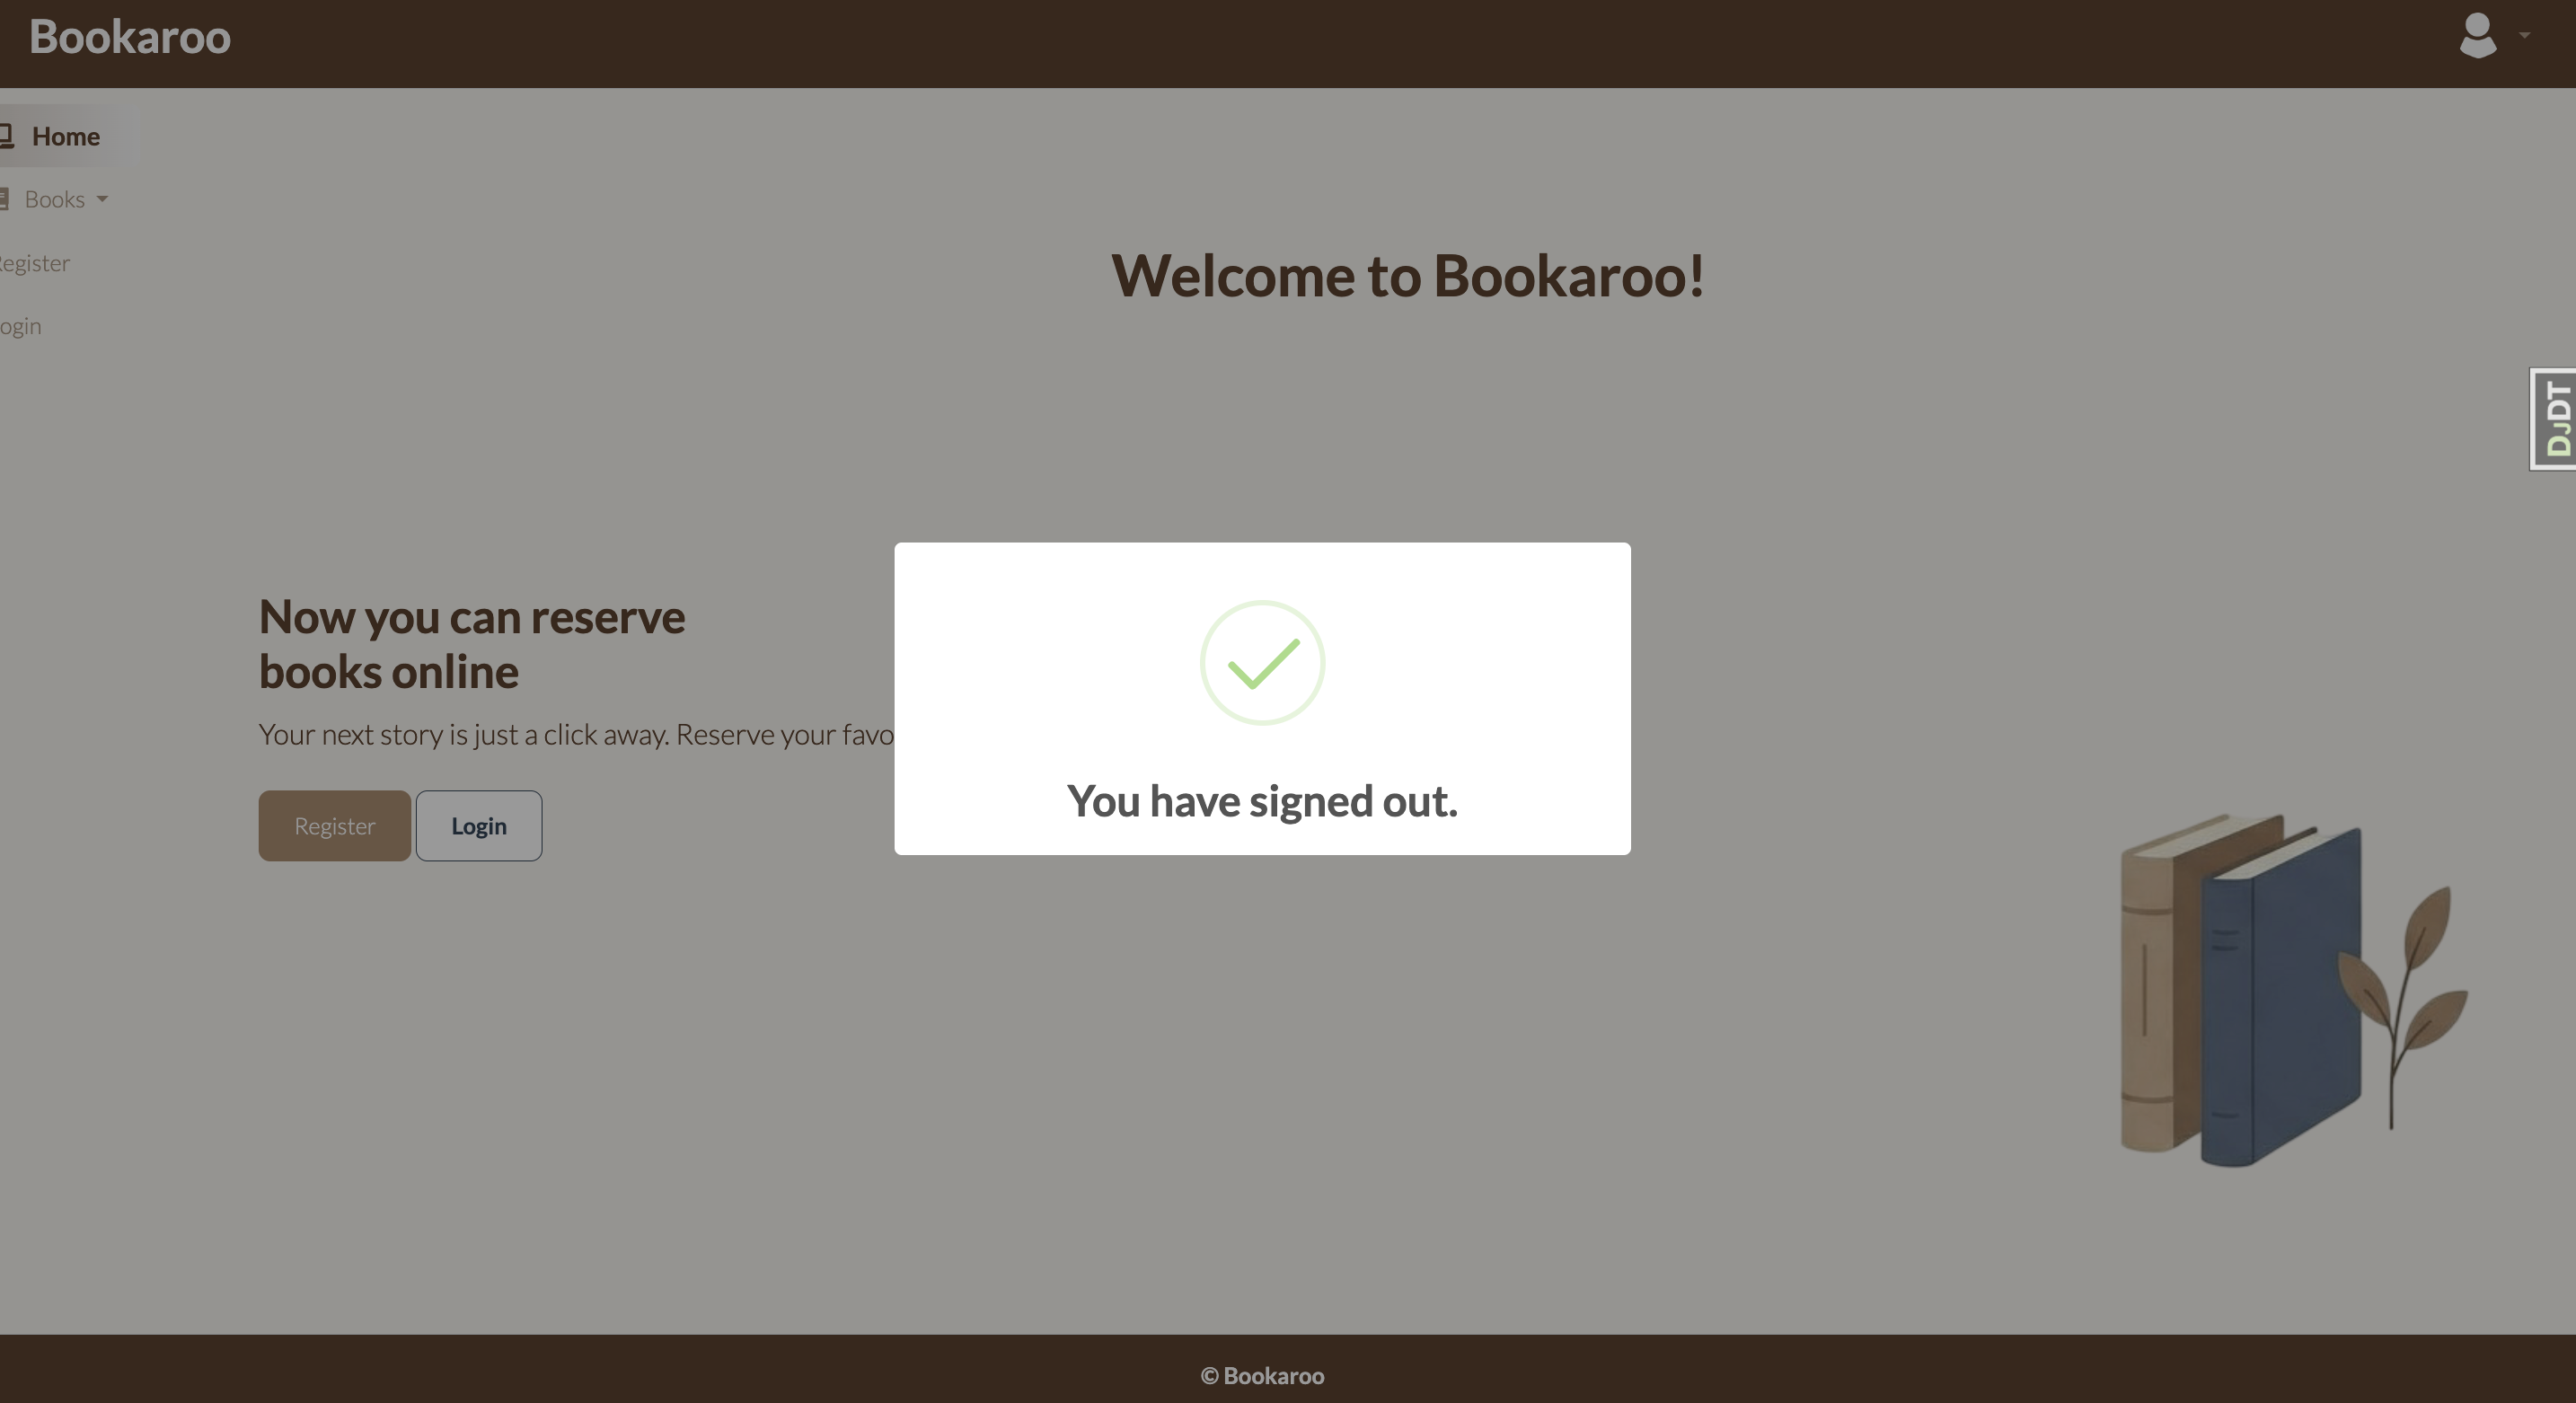 Bookaroo
Home
Books
egister
ogin
Welcome to Bookaroo!
DJDT
Now you can reserve
books online
Your next story is just a click away. Reserve your favo
Register
Login
You have signed out.
© Bookaroo